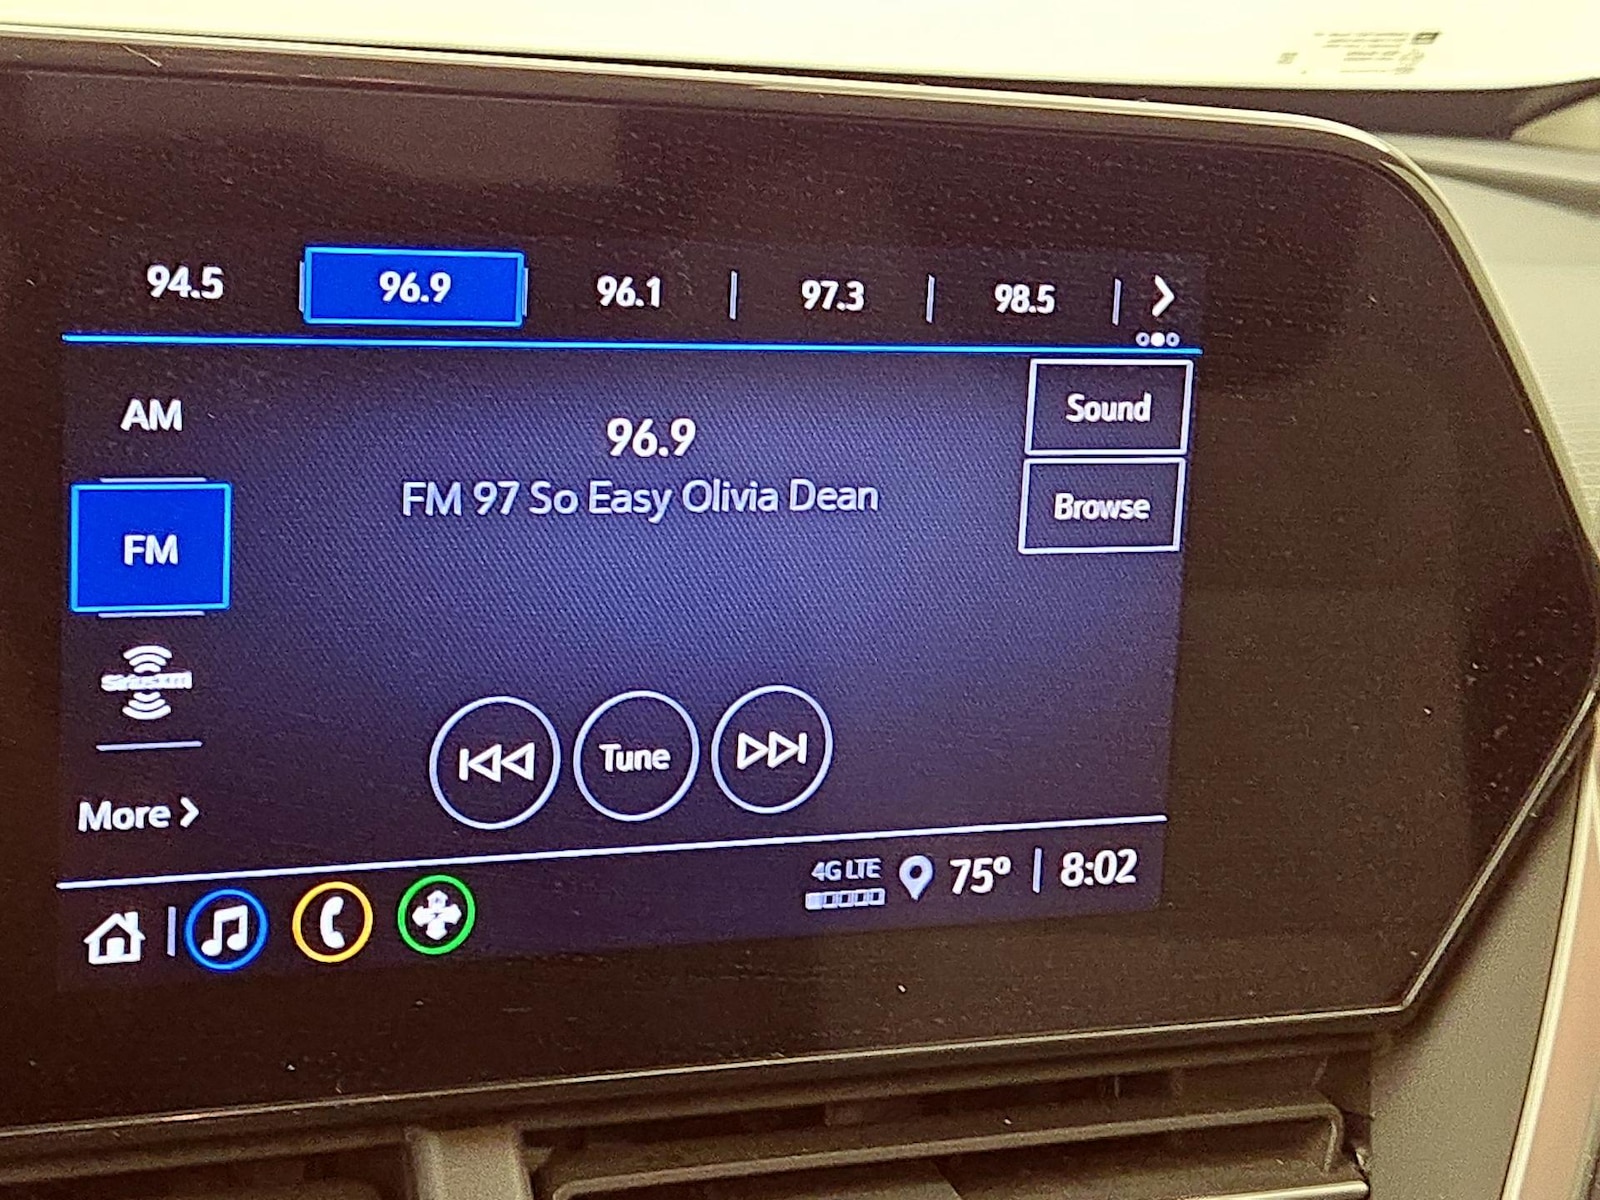 94.5 96.9 96.1 97.3 98.5
AM
96.9
Sound
FM 97 So Easy Olivia Dean
Browse
FM
SiriusXM
Tune
More
4G LTE 75° 8:02